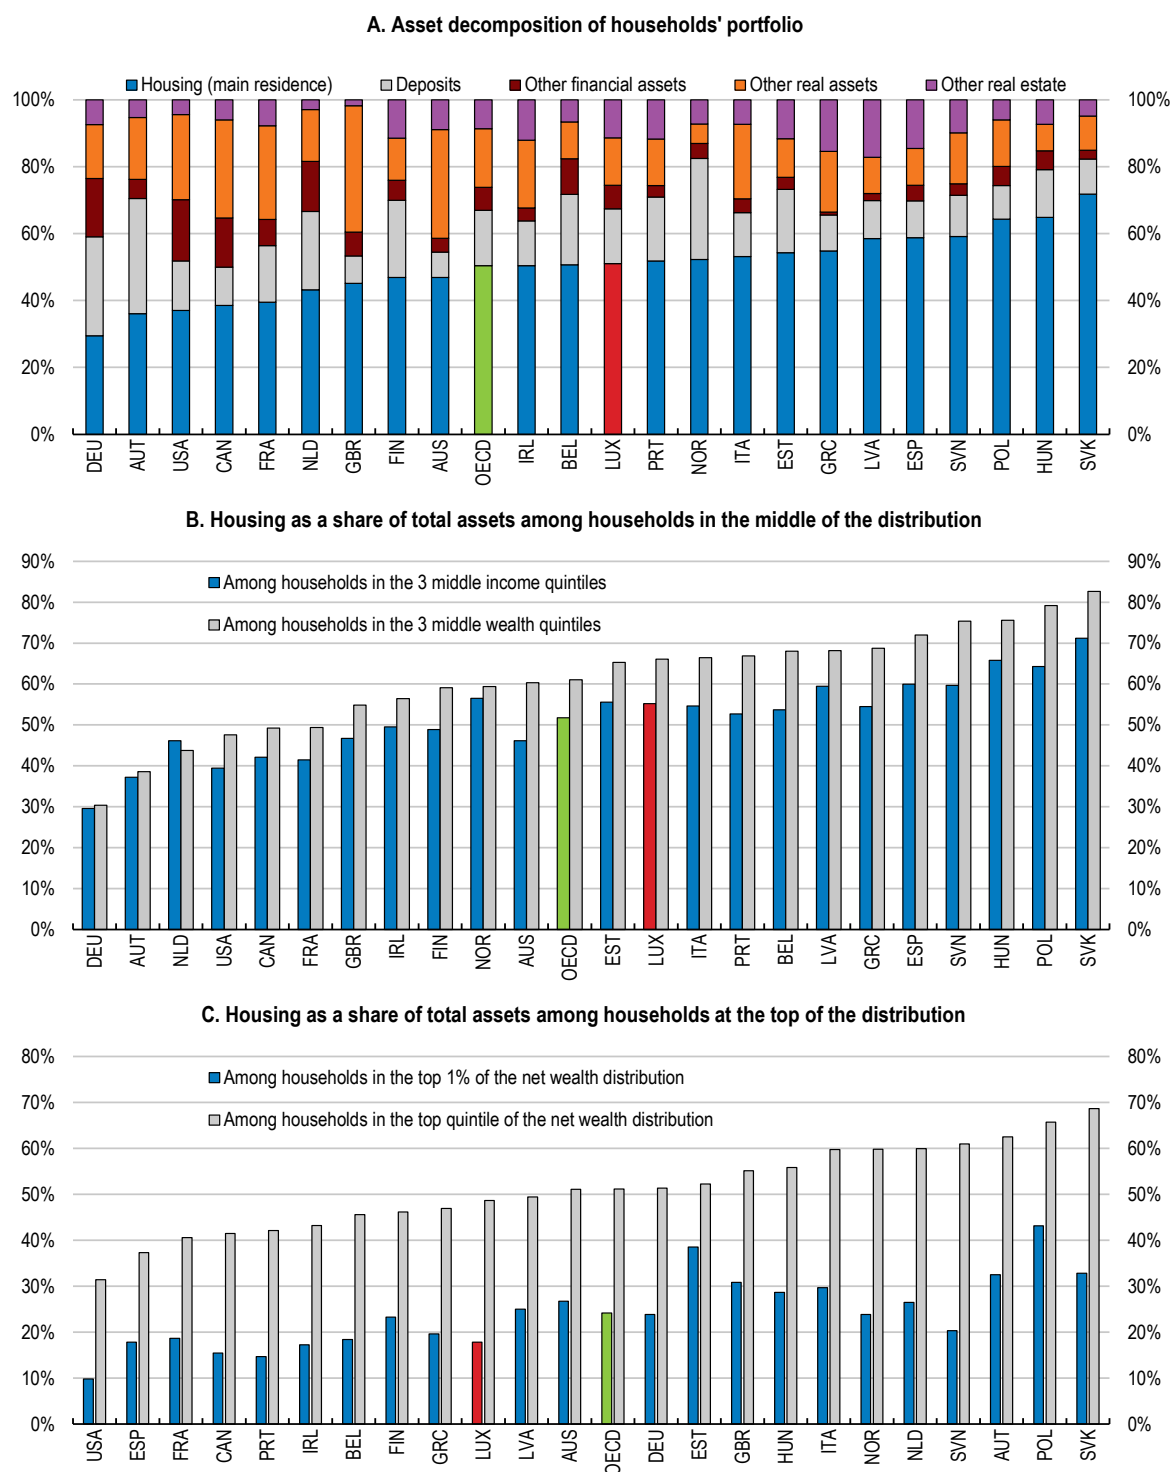 A. Asset decomposition of households' portfolio
Housing (main residence) Deposits Other financial assets Other real assets Other real estate
100% 100%
80% 80%
60% 60%
40% 40%
20% 20%
0% 0%
DEU AUT USA CAN FRA NLD GBR FIN AUS OECD IRL BEL LUX PRT NOR ITA EST GRC LVA ESP SVN POL HUN SVK
B. Housing as a share of total assets among households in the middle of the distribution
90% 90%
Among households in the 3 middle income quintiles
80% 80%
Among households in the 3 middle wealth quintiles
70% 70%
60% 60%
50% 50%
40% 40%
30% 30%
20% 20%
10% 10%
0% 0%
DEU AUT NLD USA CAN FRA GBR IRL FIN NOR AUS OECD EST LUX ITA PRT BEL LVA GRC ESP SVN HUN POL SVK
C. Housing as a share of total assets among households at the top of the distribution
80% 80%
Among households in the top 1% of the net wealth distribution
70% 70%
Among households in the top quintile of the net wealth distribution
60% 60%
50% 50%
40% 40%
30% 30%
20% 20%
10% 10%
0% 0%
USA ESP FRA CAN PRT IRL BEL FIN GRC LUX LVA AUS OECD DEU EST GBR HUN ITA NOR NLD SVN AUT POL SVK